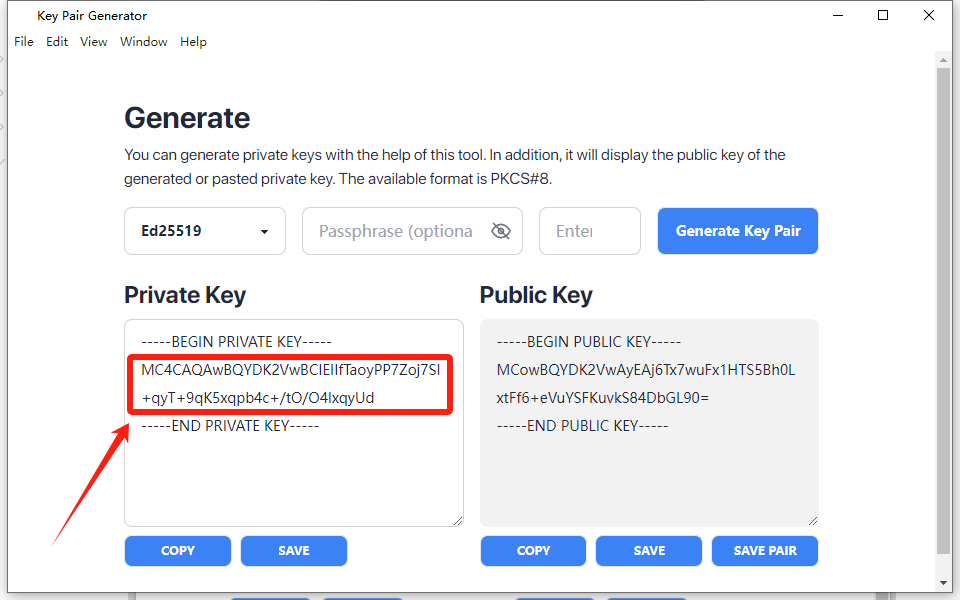 Key Pair Generator
File Edit View Window Help
Generate
You can generate private keys with the help of this tool. In addition, it will display the public key of the
generated or pasted private key. The available format is PKCS#8.
Ed25519 Passphrase (optiona Enter Generate Key Pair
Private Key Public Key
-----BEGIN PRIVATE KEY-----
MC4CAQAwBQYDK2VwBCIEIIfTaoyPP7Zoj7SI
+qyT+9qK5xqpb4c+/tO/O4lxqyUd
-----END PRIVATE KEY-----
-----BEGIN PUBLIC KEY-----
MCowBQYDK2VwAyEAj6Tx7wuFx1HTS5Bh0L
xtFf6+eVuYSFKuvkS84DbGL90=
-----END PUBLIC KEY-----
COPY SAVE COPY SAVE SAVE PAIR